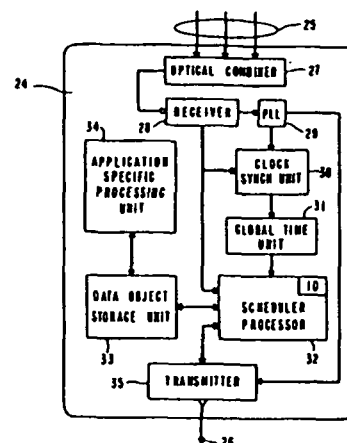 25
24
OPTICAL COMBINER
27
34
RECEIVER
PLL
28
29
APPLICATION
SPECIFIC
PROCESSING
UNIT
CLOCK
SYNCH UNIT
30
31
GLOBAL TIME
UNIT
ID
DATA OBJECT
STORAGE UNIT
SCHEDULER
PROCESSOR
33
32
35
TRANSMITTER
26